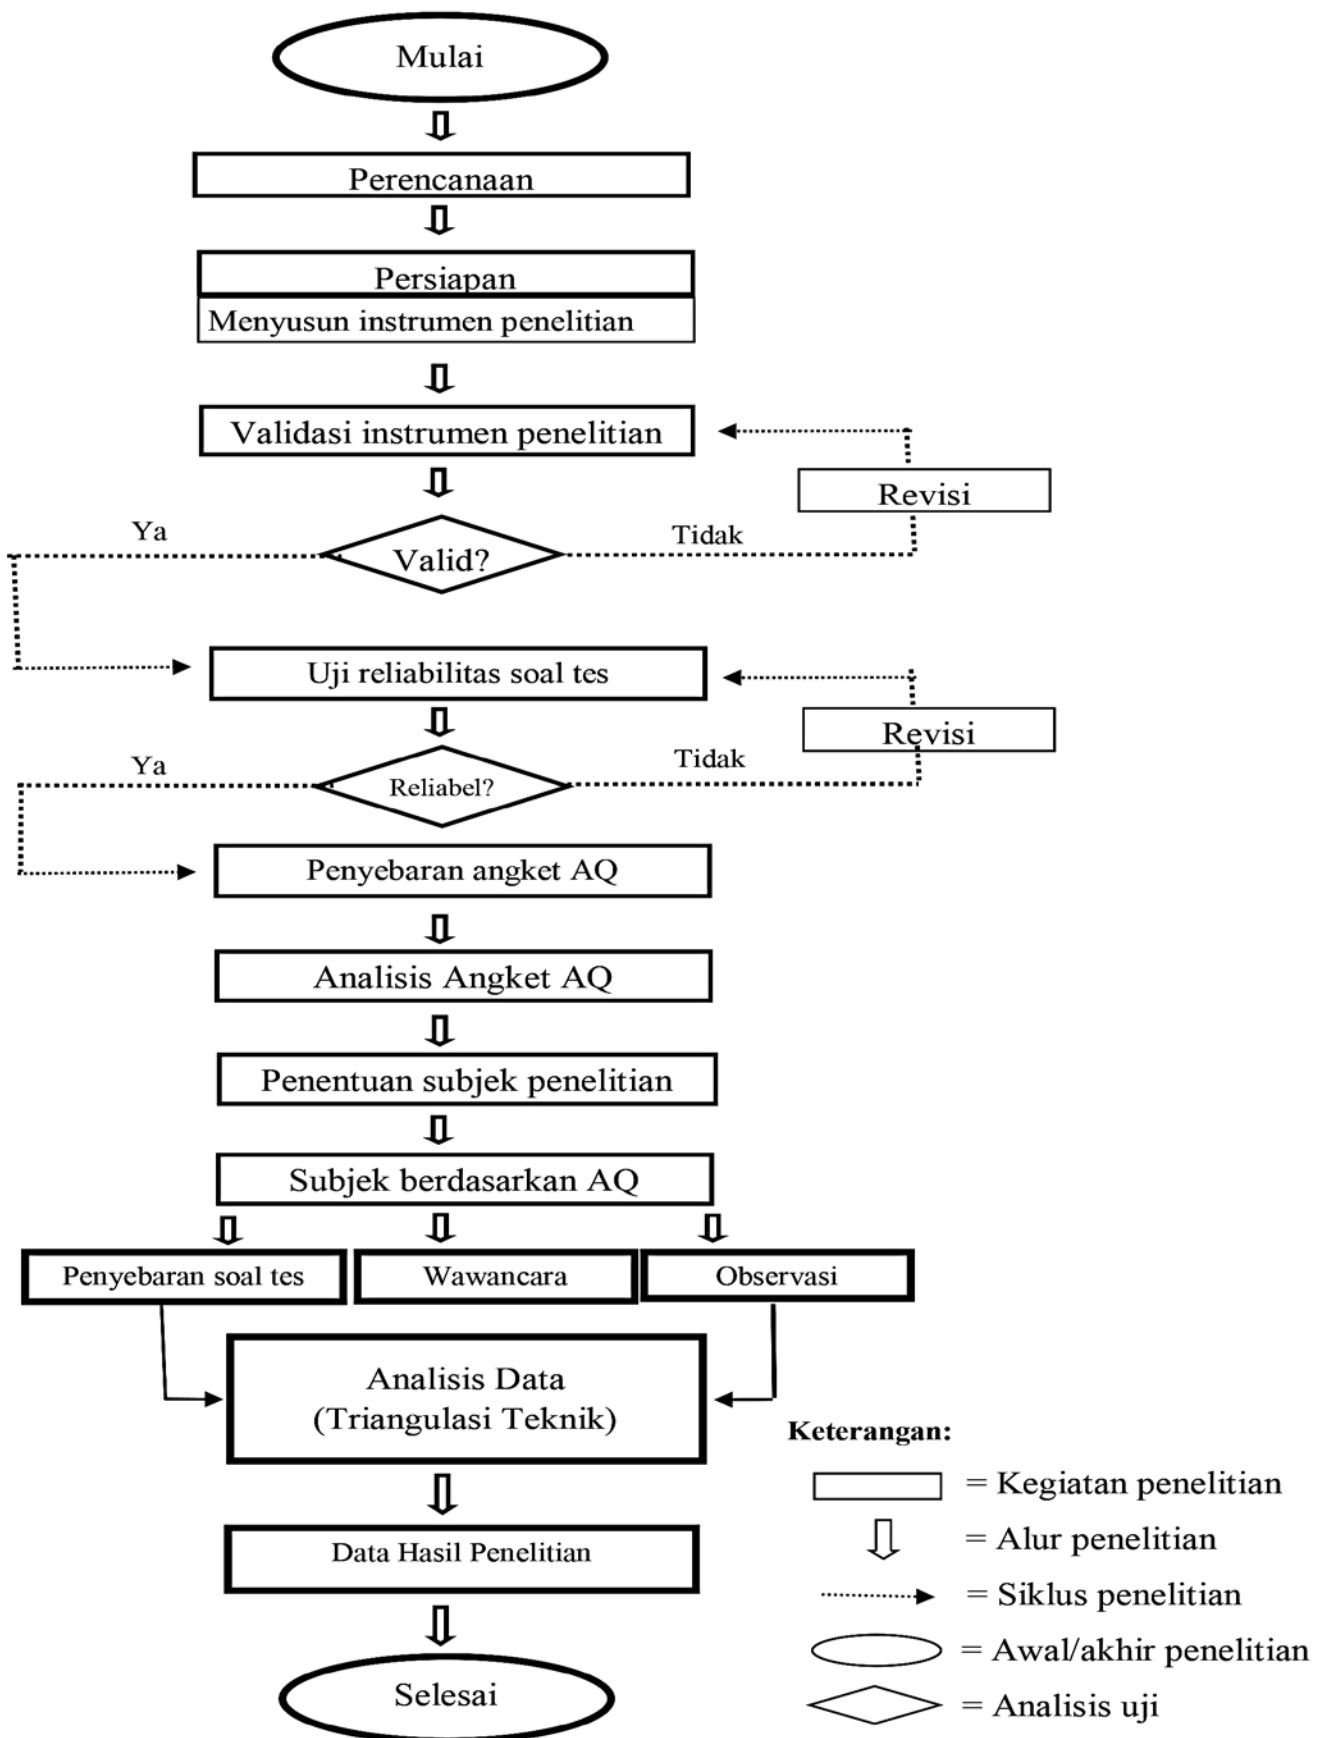 Mulai
Perencanaan
Persiapan
Menyusun instrumen penelitian
Validasi instrumen penelitian
Revisi
Ya
Valid?
Tidak
Uji reliabilitas soal tes
Revisi
Ya
Reliabel?
Tidak
Penyebaran angket AQ
Analisis Angket AQ
Penentuan subjek penelitian
Subjek berdasarkan AQ
Penyebaran soal tes
Wawancara
Observasi
Analisis Data
(Triangulasi Teknik)
Data Hasil Penelitian
Selesai
Keterangan:
= Kegiatan penelitian
= Alur penelitian
= Siklus penelitian
= Awal/akhir penelitian
= Analisis uji